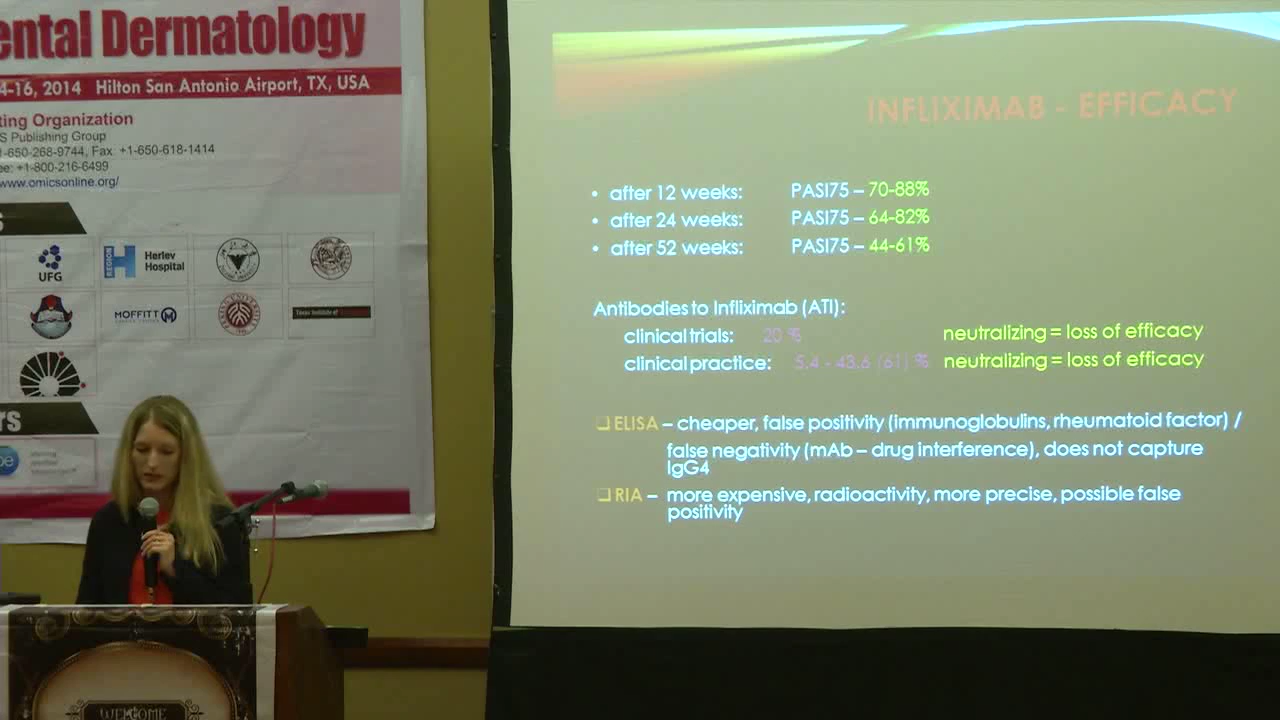 ental Dermatology
4-16, 2014 Hilton San Antonio Airport, TX, USA
ting Organization
S Publishing Group
1-650-268-9744, Fax: +1-650-618-1414
ee: +1-800-216-6499
www.omicsonline.org/
s
UFG
REGION H Herlev Hospital
MOFFITT
rs
WELCOME
INFLIXIMAB - EFFICACY
• after 12 weeks: PASI75 – 70-88%
• after 24 weeks: PASI75 – 64-82%
• after 52 weeks: PASI75 – 44-61%
Antibodies to Infliximab (ATI):
clinical trials: 20 % neutralizing = loss of efficacy
clinical practice: 5.4 - 43.6 (61) % neutralizing = loss of efficacy
❑ ELISA – cheaper, false positivity (immunoglobulins, rheumatoid factor) /
false negativity (mAb – drug interference), does not capture
IgG4
❑ RIA – more expensive, radioactivity, more precise, possible false
positivity